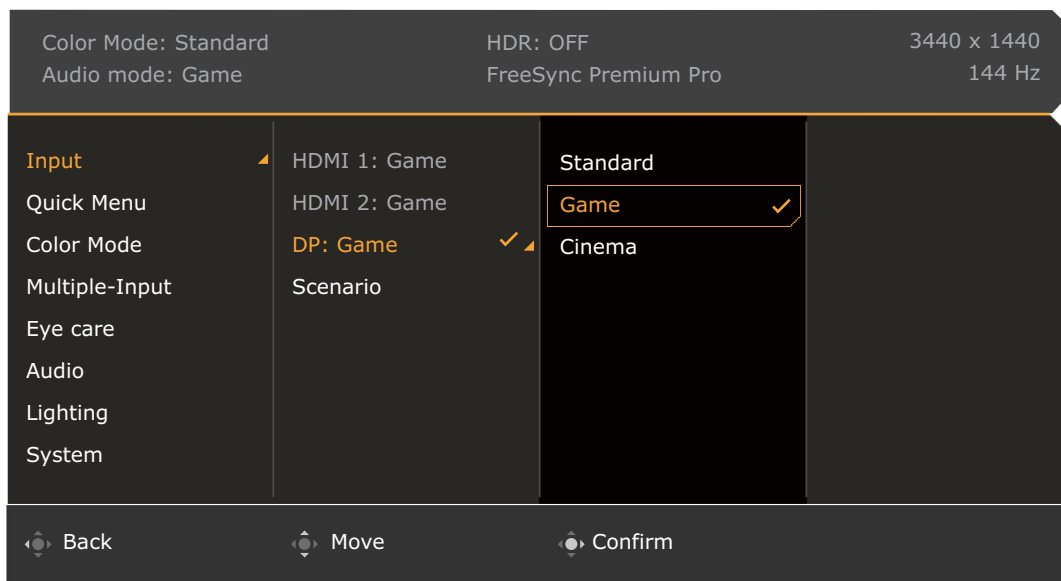 Color Mode: Standard
HDR: OFF
3440 x 1440
Audio mode: Game
FreeSync Premium Pro
144 Hz
Input
Quick Menu
Color Mode
Multiple-Input
Eye care
Audio
Lighting
System
HDMI 1: Game
HDMI 2: Game
DP: Game
Scenario
Standard
Game
Cinema
Back
Move
Confirm